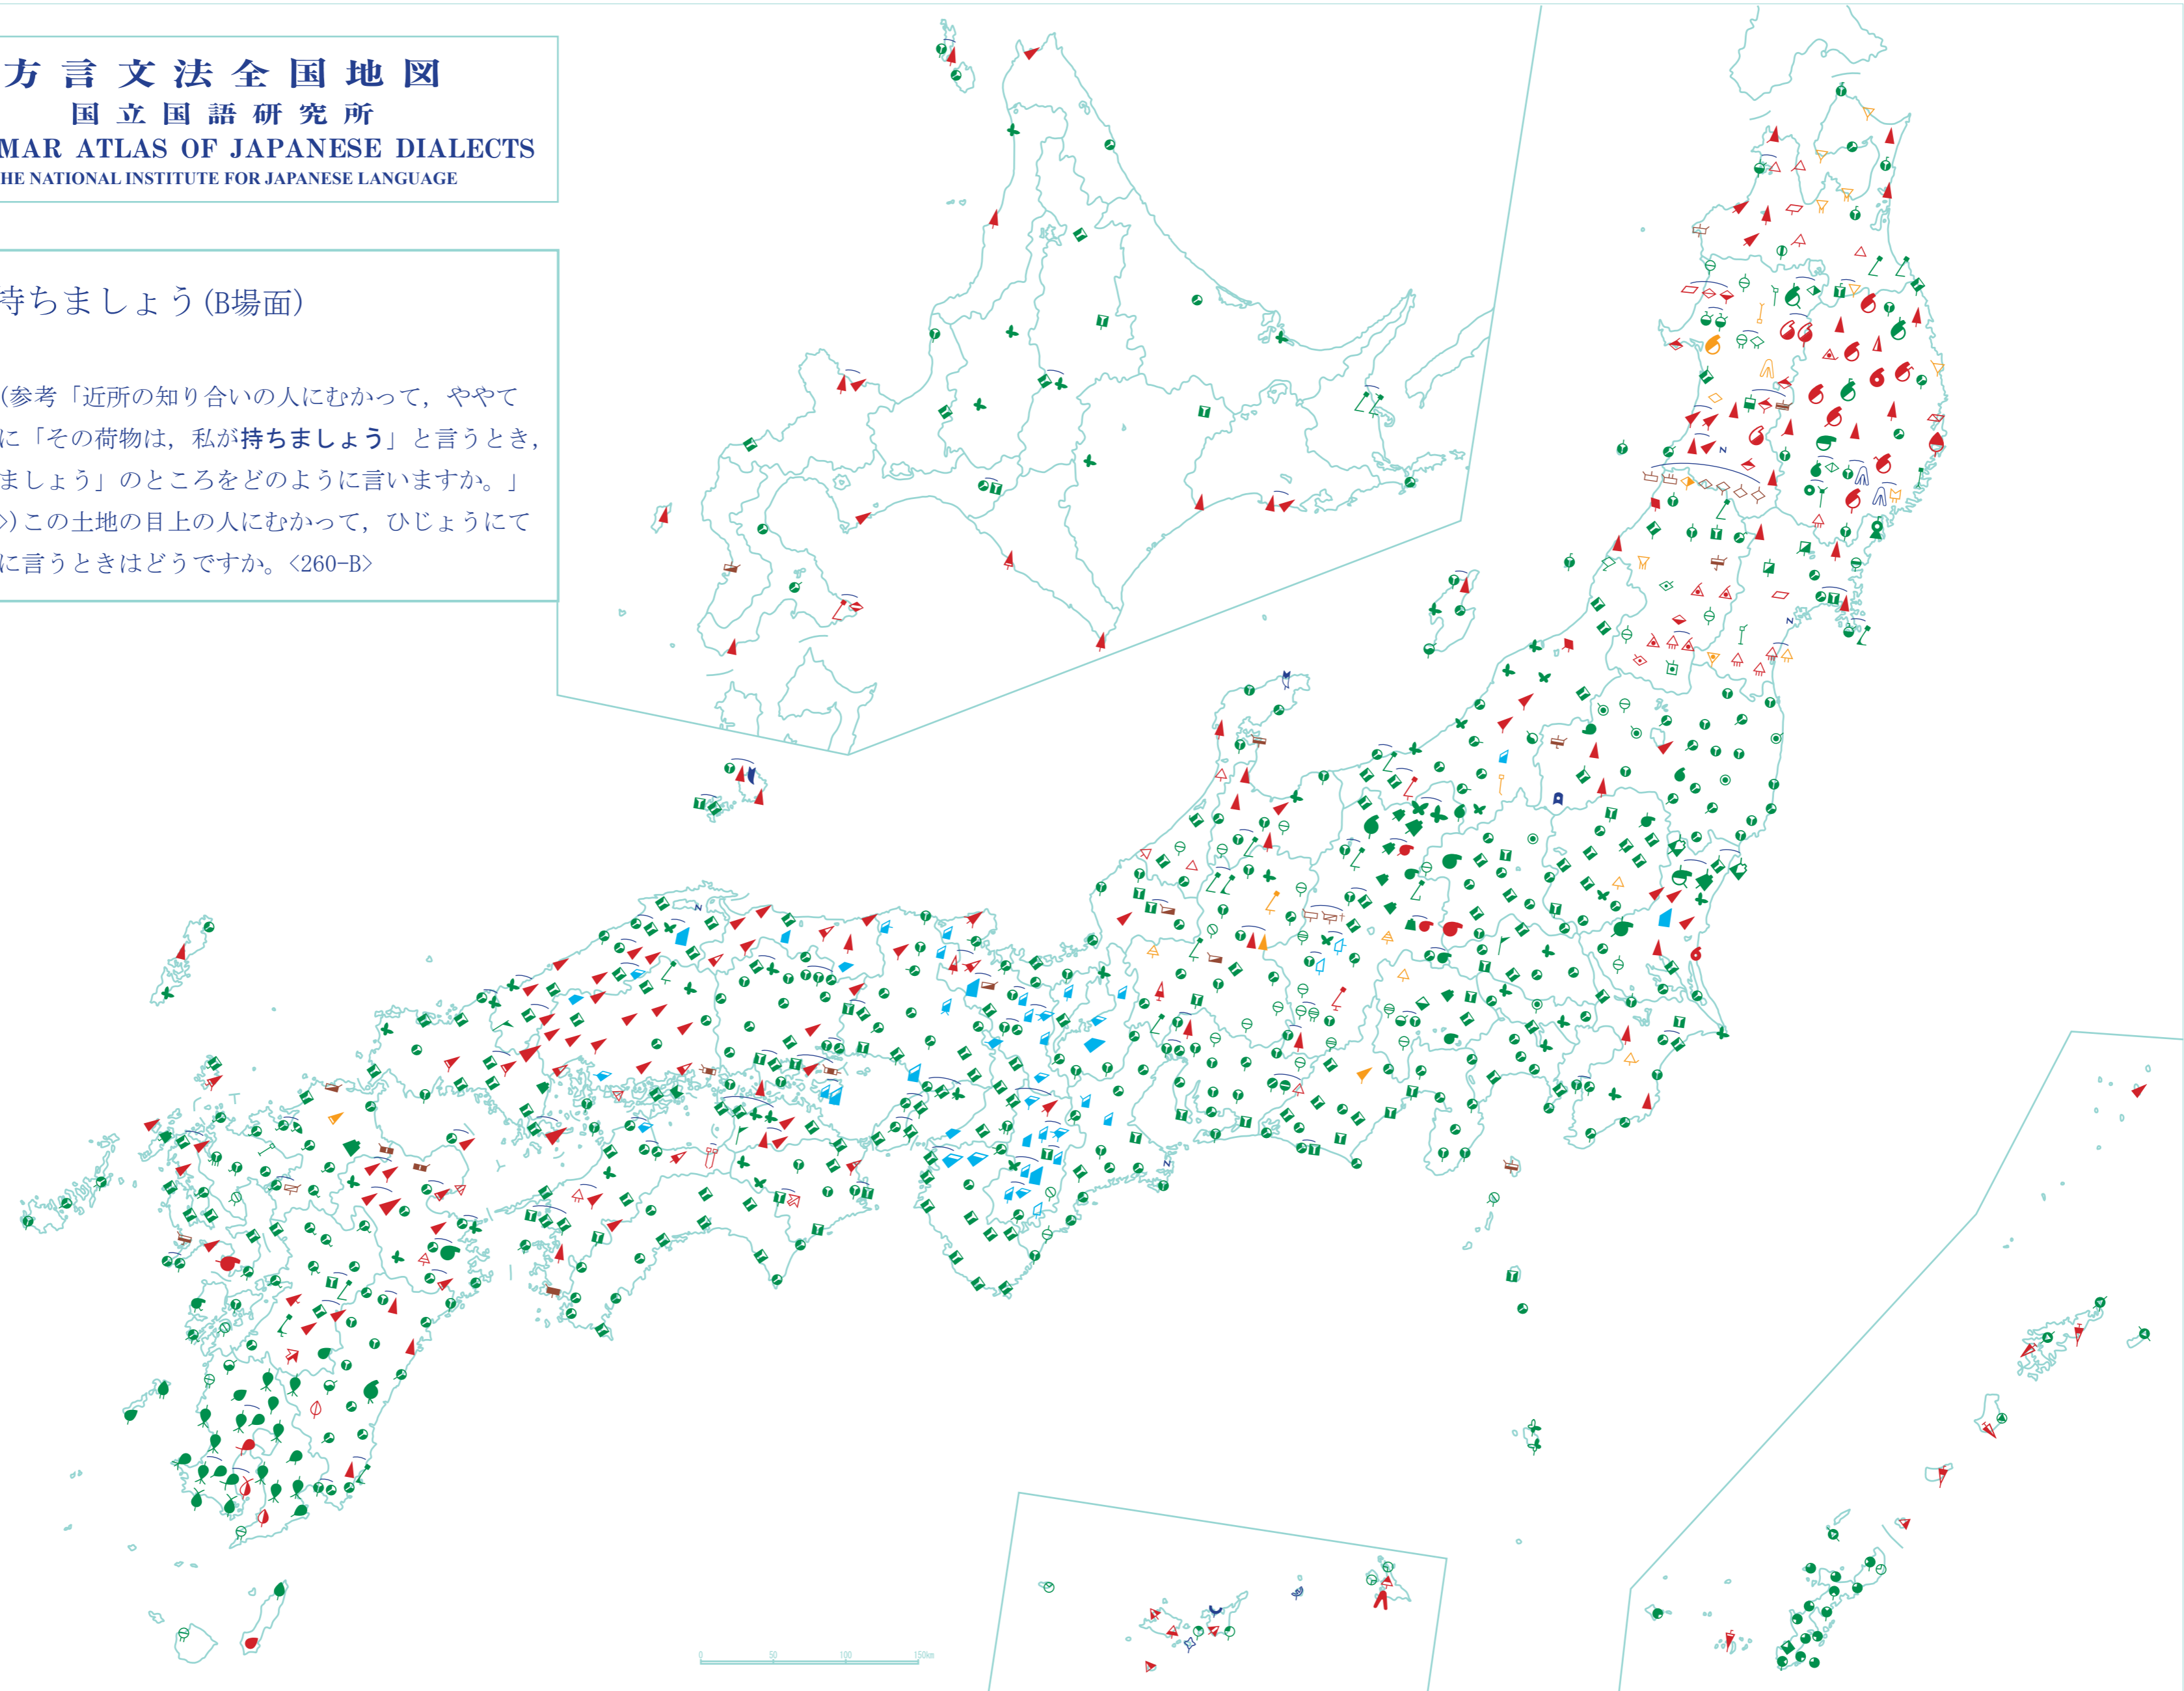 方言文法全国地図
国立国語研究所
MAR ATLAS OF JAPANESE DIALECTS
HE NATIONAL INSTITUTE FOR JAPANESE LANGUAGE
持ちましょう(B場面)
(参考「近所の知り合いの人にむかって，ややて
に「その荷物は，私が持ちましょう」と言うとき，
ましょう」のところをどのように言いますか。」
>)この土地の目上の人にむかって，ひじょうにて
に言うときはどうですか。<260-B>
0 50 100 150km